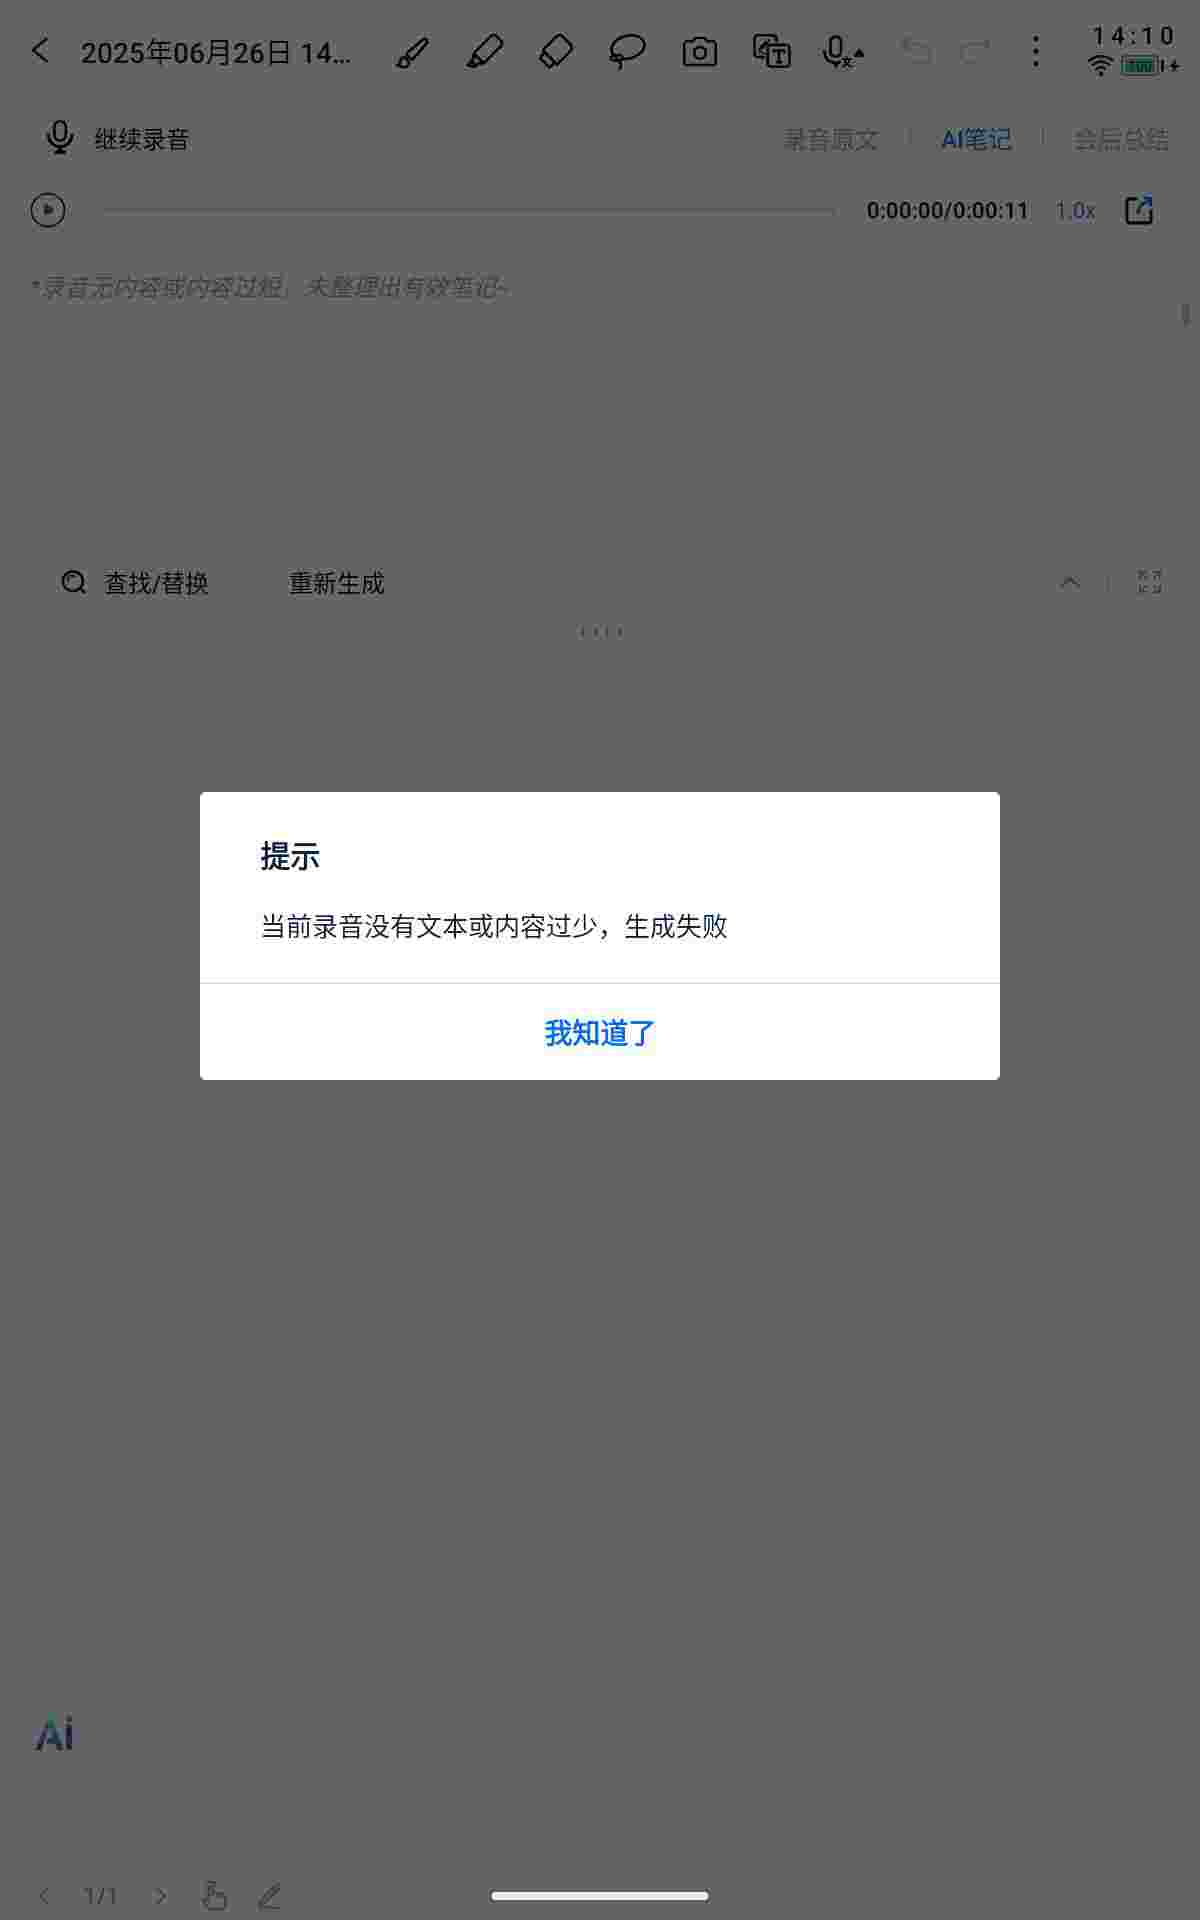 2025年06月26日 14...
14:10
100
继续录音
录音原文
AI笔记
会后总结
0:00:00/0:00:11
1.0x
*录音无内容或内容过短，未整理出有效笔记~
查找/替换
重新生成
提示
当前录音没有文本或内容过少，生成失败
我知道了
Ai
1/1